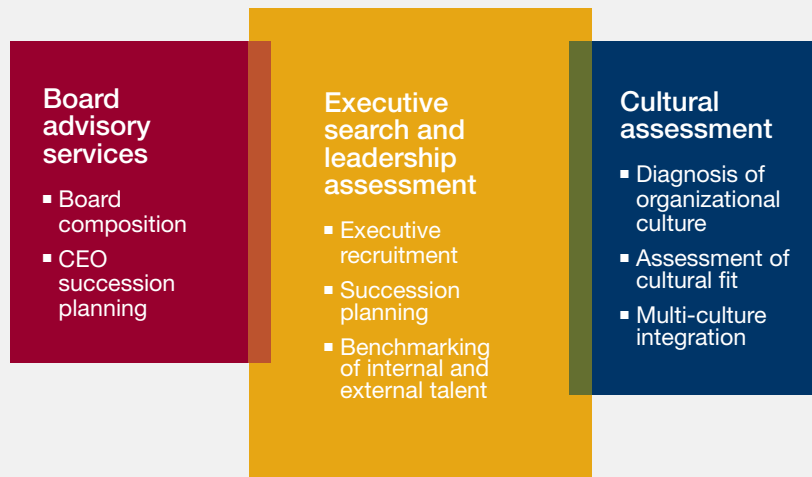 Board
advisory
services
▪ Board
composition
▪ CEO
succession
planning
Executive
search and
leadership
assessment
▪ Executive
recruitment
▪ Succession
planning
▪ Benchmarking
of internal and
external talent
Cultural
assessment
▪ Diagnosis of
organizational
culture
▪ Assessment of
cultural fit
▪ Multi-culture
integration